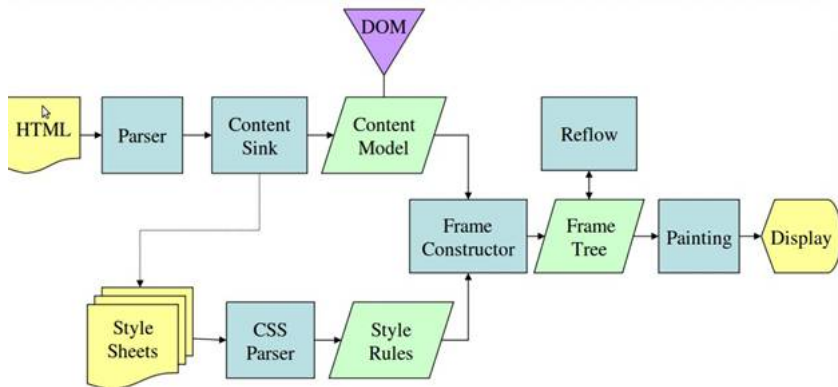 DOM
HTML
Parser
Content
Sink
Content
Model
Reflow
Frame
Constructor
Frame
Tree
Painting
Display
Style
Sheets
CSS
Parser
Style
Rules